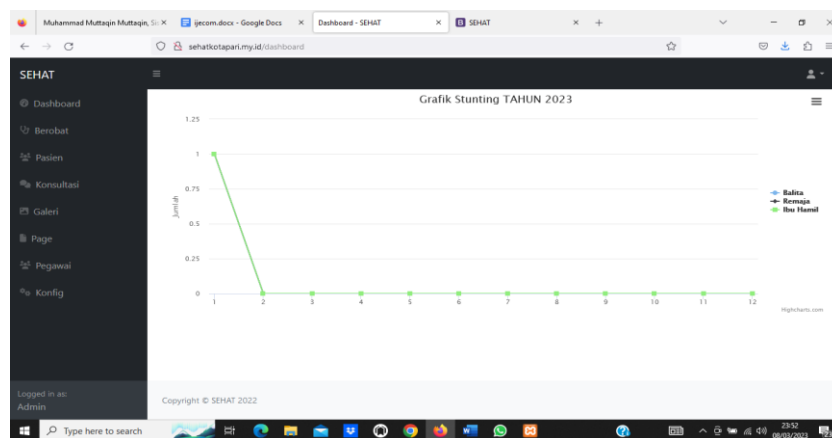 Muhammad Muttaqin Muttaqin, Si
ijecom.docx - Google Docs
Dashboard - SEHAT
SEHAT
sehatkotapari.my.id/dashboard
SEHAT
Dashboard
Berobat
Pasien
Konsultasi
Galeri
Page
Pegawai
Konfig
Logged in as:
Admin
Grafik Stunting TAHUN 2023
Jumlah
1.25
1
0.75
0.5
0.25
0
1 2 3 4 5 6 7 8 9 10 11 12
Balita
Remaja
Ibu Hamil
Highcharts.com
Copyright © SEHAT 2022
Type here to search
23:52
08/03/2023